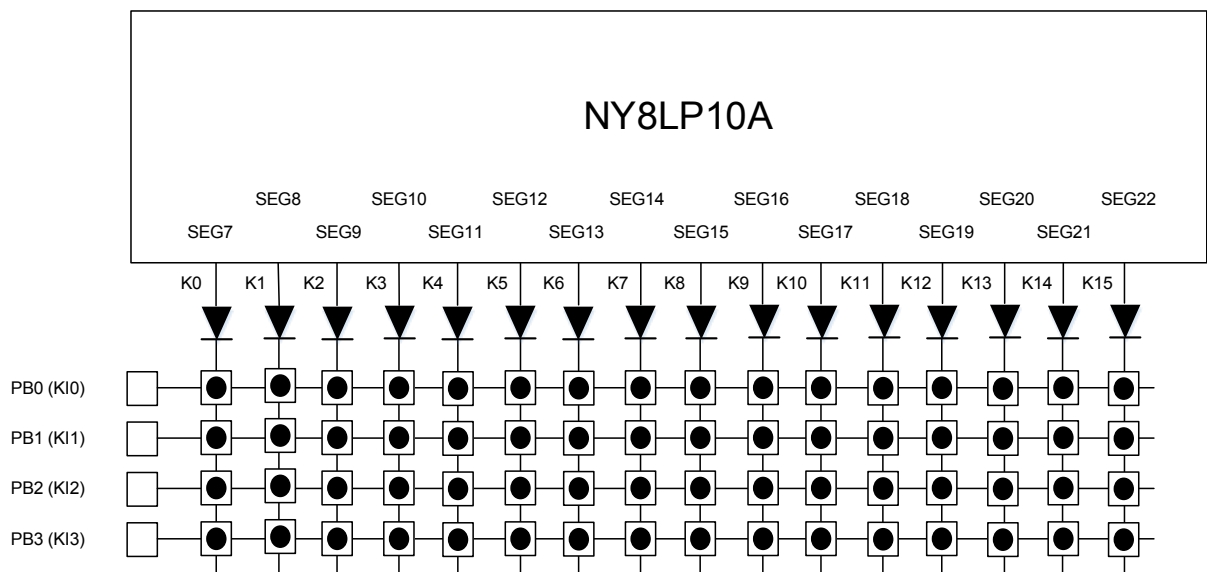 NY8LP10A
SEG8 SEG10 SEG12 SEG14 SEG16 SEG18 SEG20 SEG22
SEG7 SEG9 SEG11 SEG13 SEG15 SEG17 SEG19 SEG21
K0 K1 K2 K3 K4 K5 K6 K7 K8 K9 K10 K11 K12 K13 K14 K15
PB0 (KI0)
PB1 (KI1)
PB2 (KI2)
PB3 (KI3)